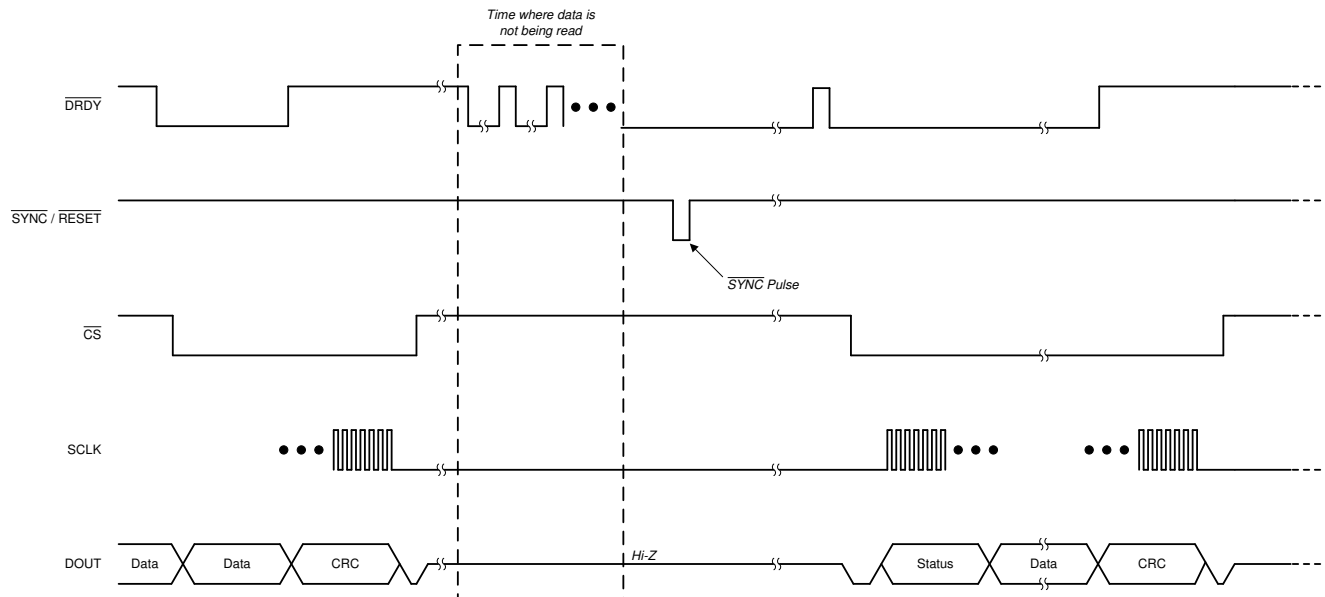 Time where data is
not being read
DRDY
SYNC / RESET
SYNC Pulse
CS
SCLK
DOUT
Data
Data
CRC
Hi-Z
Status
Data
CRC